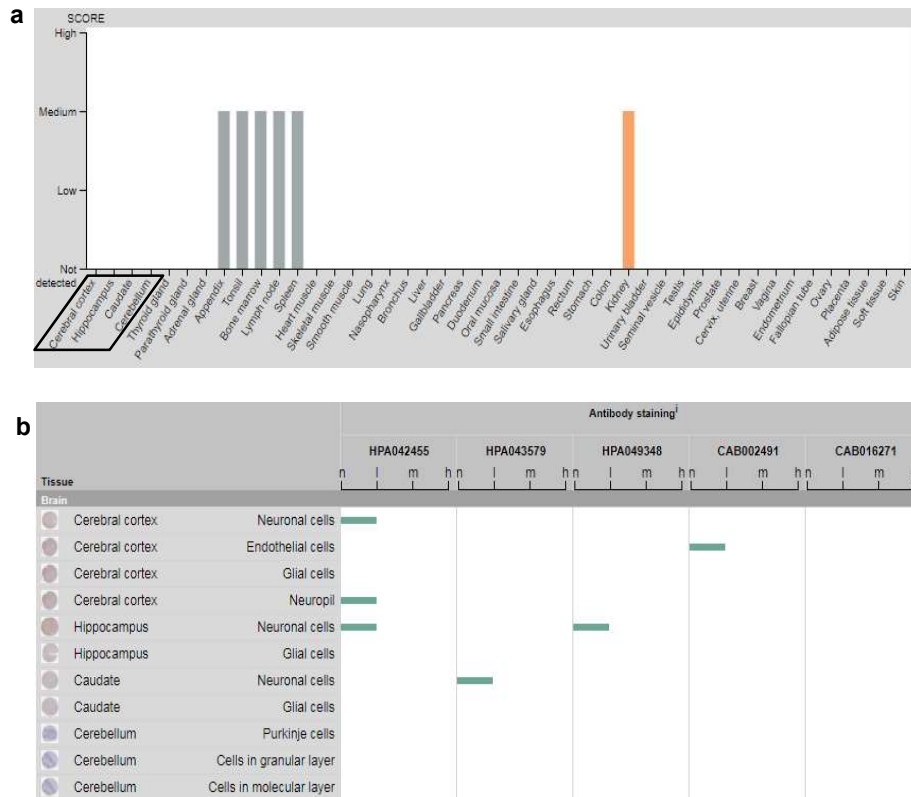 a
SCORE
High
Medium
Low
Not
detected
Cerebral cortex
Hippocampus
Caudate
Cerebellum
Thyroid gland
Parathyroid gland
Adrenal gland
Appendix
Tonsil
Bone marrow
Lymph node
Spleen
Heart muscle
Skeletal muscle
Smooth muscle
Lung
Nasopharynx
Bronchus
Liver
Gallbladder
Pancreas
Duodenum
Oral mucosa
Small intestine
Salivary gland
Esophagus
Rectum
Stomach
Colon
Kidney
Urinary bladder
Seminal vesicle
Testis
Epididymis
Prostate
Cervix, uterine
Breast
Vagina
Endometrium
Fallopian tube
Ovary
Placenta
Adipose tissue
Soft tissue
Skin
b
Antibody stainingⁱ
HPA042455 HPA043579 HPA049348 CAB002491 CAB016271
n l m h n l m h n l m h n l m h n l m
Tissue
Brain
Cerebral cortex Neuronal cells
Cerebral cortex Endothelial cells
Cerebral cortex Glial cells
Cerebral cortex Neuropil
Hippocampus Neuronal cells
Hippocampus Glial cells
Caudate Neuronal cells
Caudate Glial cells
Cerebellum Purkinje cells
Cerebellum Cells in granular layer
Cerebellum Cells in molecular layer